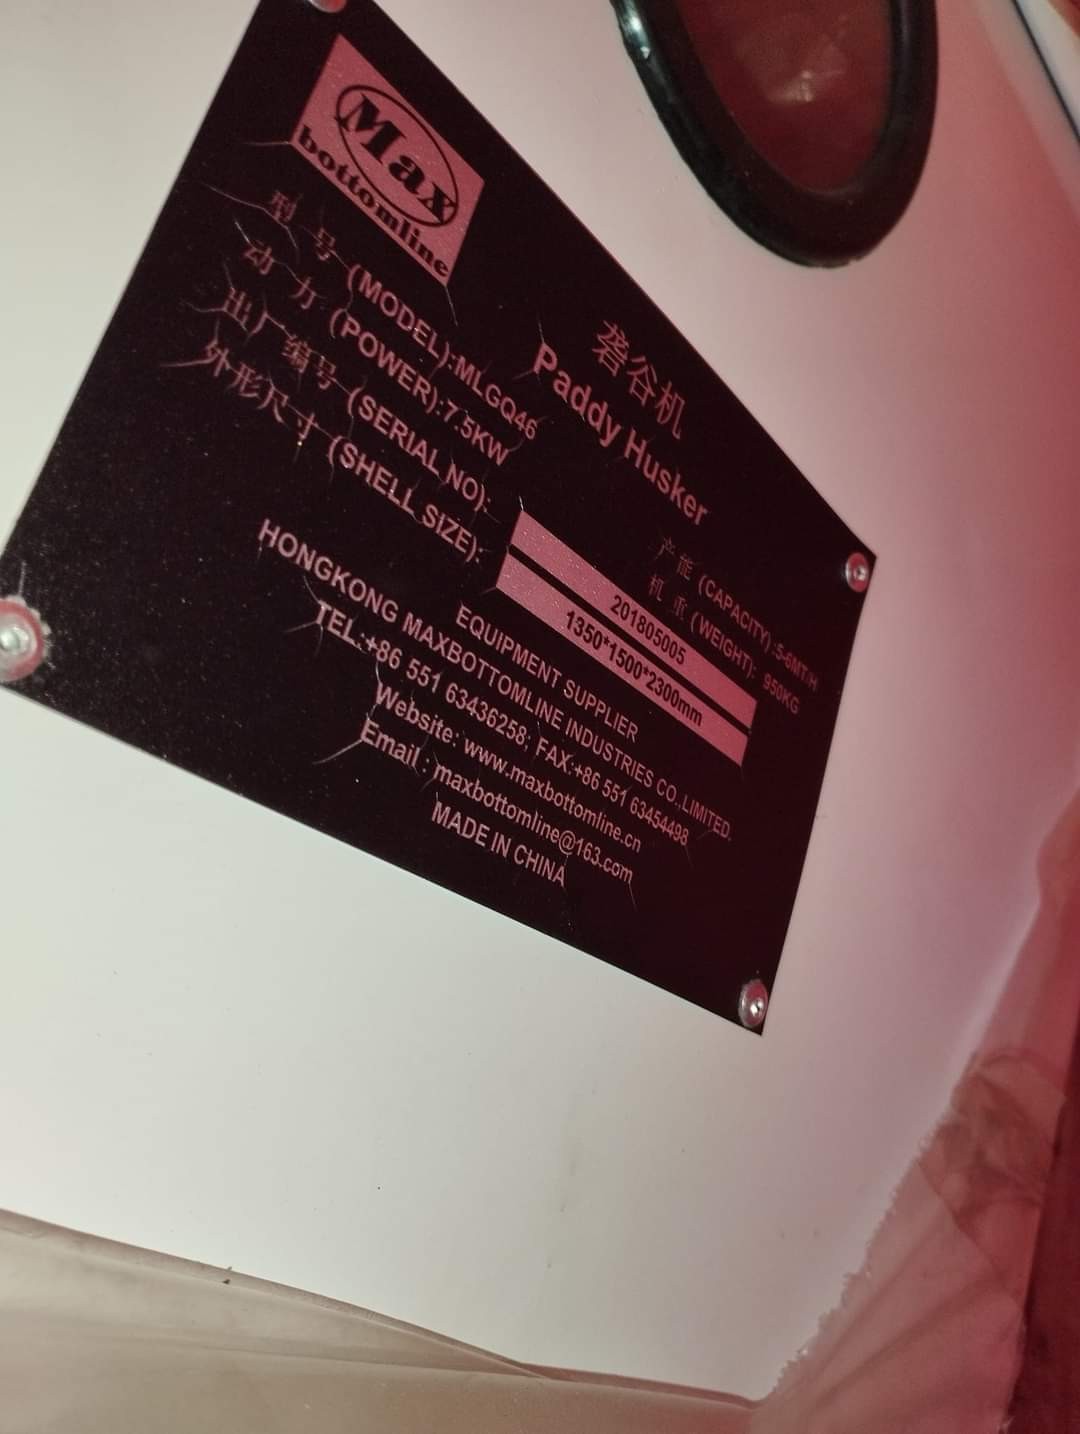 Max
bottomline
砻谷机
Paddy Husker
型号 (MODEL):MLGQ46
产能 (CAPACITY):5-6MT/H
动力 (POWER):7.5KW
机重 (WEIGHT): 950KG
出厂编号 (SERIAL NO): 201805005
外形尺寸 (SHELL SIZE): 1350*1500*2300mm
EQUIPMENT SUPPLIER
HONGKONG MAXBOTTOMLINE INDUSTRIES CO.,LIMITED.
TEL:+86 551 63436258; FAX:+86 551 63454498
Website: www.maxbottomline.cn
Email : maxbottomline@163.com
MADE IN CHINA